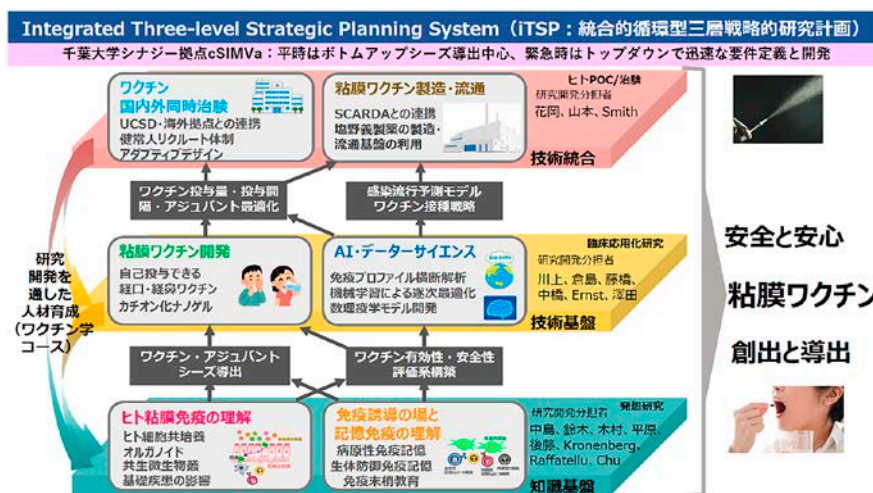 Integrated Three-level Strategic Planning System（iTSP：統合的循環型三層戦略的研究計画）
千葉大学シナジー拠点cSIMVa：平時はボトムアップシーズ導出中心、緊急時はトップダウンで迅速な要件定義と開発
ワクチン
国内外同時治験
UCSD・海外拠点との連携
健常人リクルート体制
アダプティブデザイン
粘膜ワクチン製造・流通
SCARDAとの連携
塩野義製薬の製造・
流通基盤の利用
ヒトPOC/治験
研究開発分担者
花岡、山本、Smith
技術統合
ワクチン投与量・投与間
隔・アジュバント最適化
感染流行予測モデル
ワクチン接種戦略
粘膜ワクチン開発
自己投与できる
経口・経鼻ワクチン
カチオン化ナノゲル
AI・データーサイエンス
免疫プロファイル横断解析
機械学習による逐次最適化
数理疫学モデル開発
臨床応用化研究
研究開発分担者
川上、倉島、藤橋、
中橋、Ernst、澤田
技術基盤
ワクチン・アジュバント
シーズ導出
ワクチン有効性・安全性
評価系構築
ヒト粘膜免疫の理解
ヒト細胞共培養
オルガノイド
共生微生物叢
基礎疾患の影響
免疫誘導の場と
記憶免疫の理解
病原性免疫記憶
生体防御免疫記憶
免疫末梢教育
発想研究
研究開発分担者
中島、鈴木、木村、平原、
後藤、Kronenberg、
Raffatellu、Chu
知識基盤
研究
開発を
通した
人材育成
（ワクチン学
コース）
安全と安心
粘膜ワクチン
創出と導出